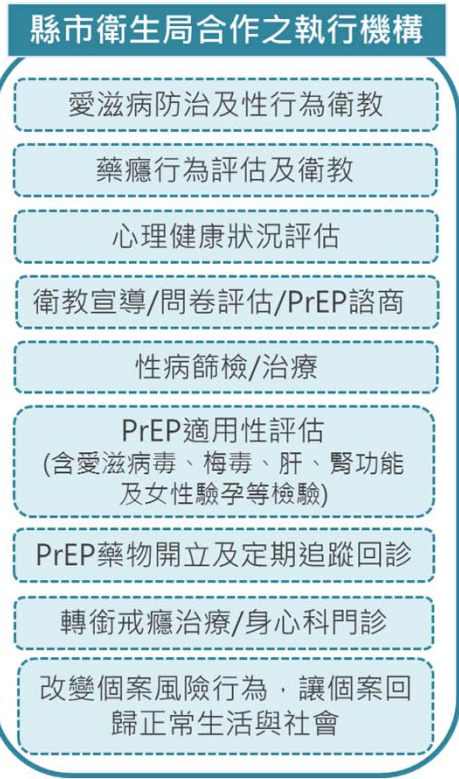 縣市衛生局合作之執行機構
愛滋病防治及性行為衛教
藥癮行為評估及衛教
心理健康狀況評估
衛教宣導/問卷評估/PrEP諮商
性病篩檢/治療
PrEP適用性評估
(含愛滋病毒、梅毒、肝、腎功能
及女性驗孕等檢驗)
PrEP藥物開立及定期追蹤回診
轉銜戒癮治療/身心科門診
改變個案風險行為，讓個案回
歸正常生活與社會